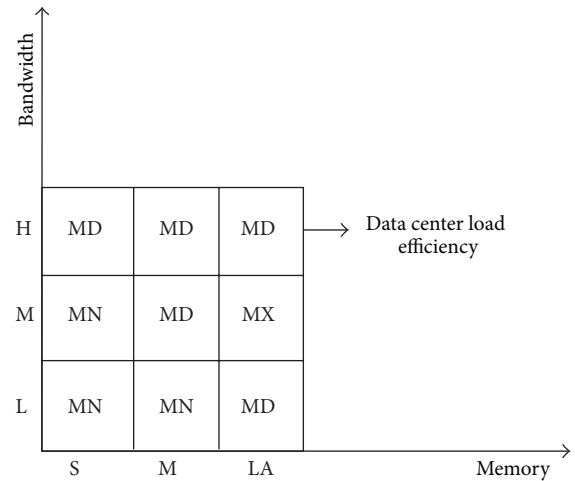 Bandwidth
H MD MD MD Data center load
efficiency
M MN MD MX
L MN MN MD
S M LA Memory